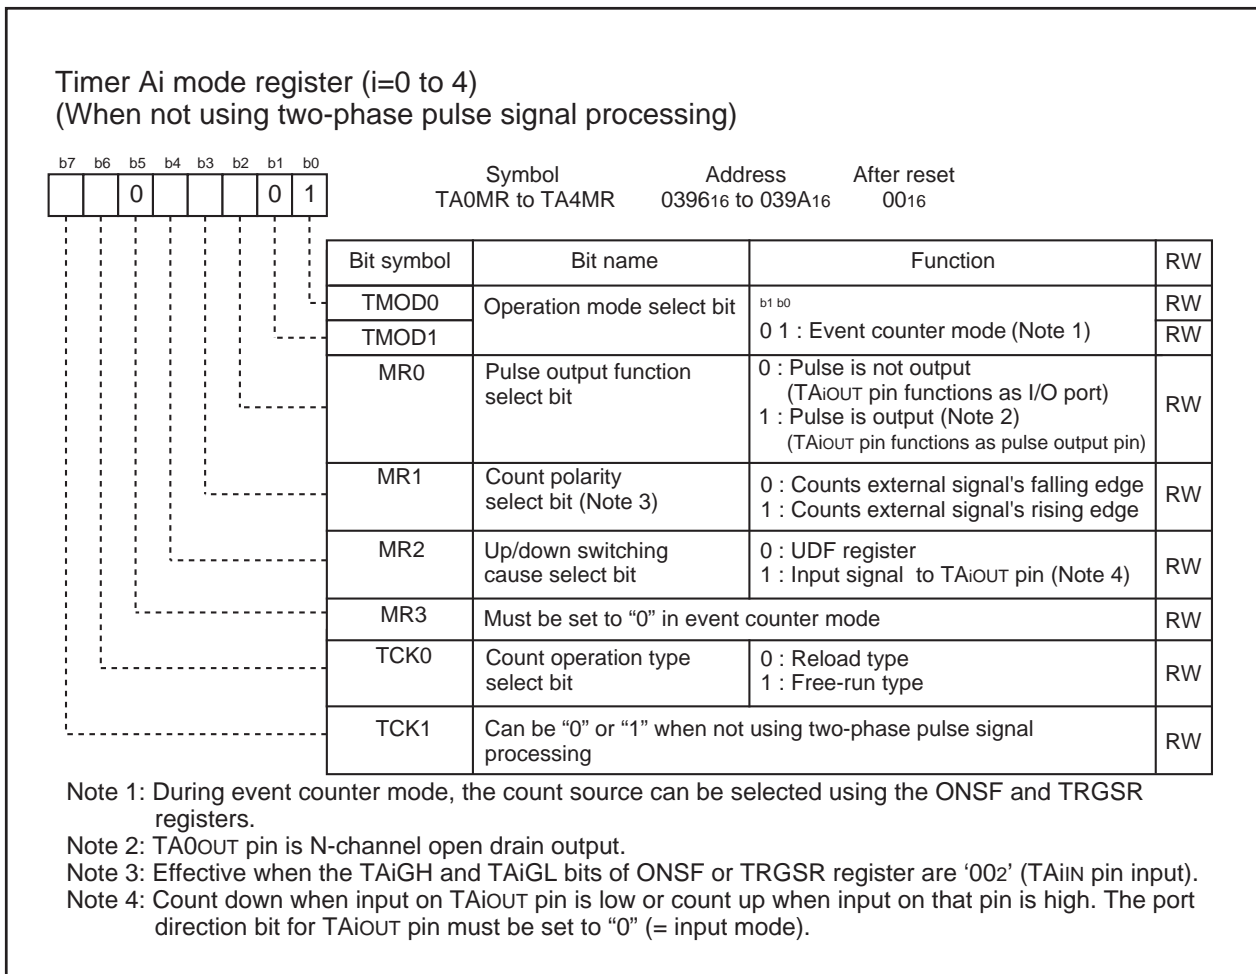 Timer Ai mode register (i=0 to 4)
(When not using two-phase pulse signal processing)
b7 b6 b5 b4 b3 b2 b1 b0
0 0 1
Symbol Address After reset
TA0MR to TA4MR 039616 to 039A16 0016
Bit symbol Bit name Function RW
TMOD0 Operation mode select bit b1 b0 RW
TMOD1 0 1 : Event counter mode (Note 1) RW
MR0 Pulse output function select bit 0 : Pulse is not output
(TAiOUT pin functions as I/O port)
1 : Pulse is output (Note 2)
(TAiOUT pin functions as pulse output pin) RW
MR1 Count polarity select bit (Note 3) 0 : Counts external signal's falling edge
1 : Counts external signal's rising edge RW
MR2 Up/down switching cause select bit 0 : UDF register
1 : Input signal to TAiOUT pin (Note 4) RW
MR3 Must be set to “0” in event counter mode RW
TCK0 Count operation type select bit 0 : Reload type
1 : Free-run type RW
TCK1 Can be “0” or “1” when not using two-phase pulse signal
processing RW
Note 1: During event counter mode, the count source can be selected using the ONSF and TRGSR
registers.
Note 2: TA0OUT pin is N-channel open drain output.
Note 3: Effective when the TAiGH and TAiGL bits of ONSF or TRGSR register are ‘002’ (TAiIN pin input).
Note 4: Count down when input on TAiOUT pin is low or count up when input on that pin is high. The port
direction bit for TAiOUT pin must be set to “0” (= input mode).